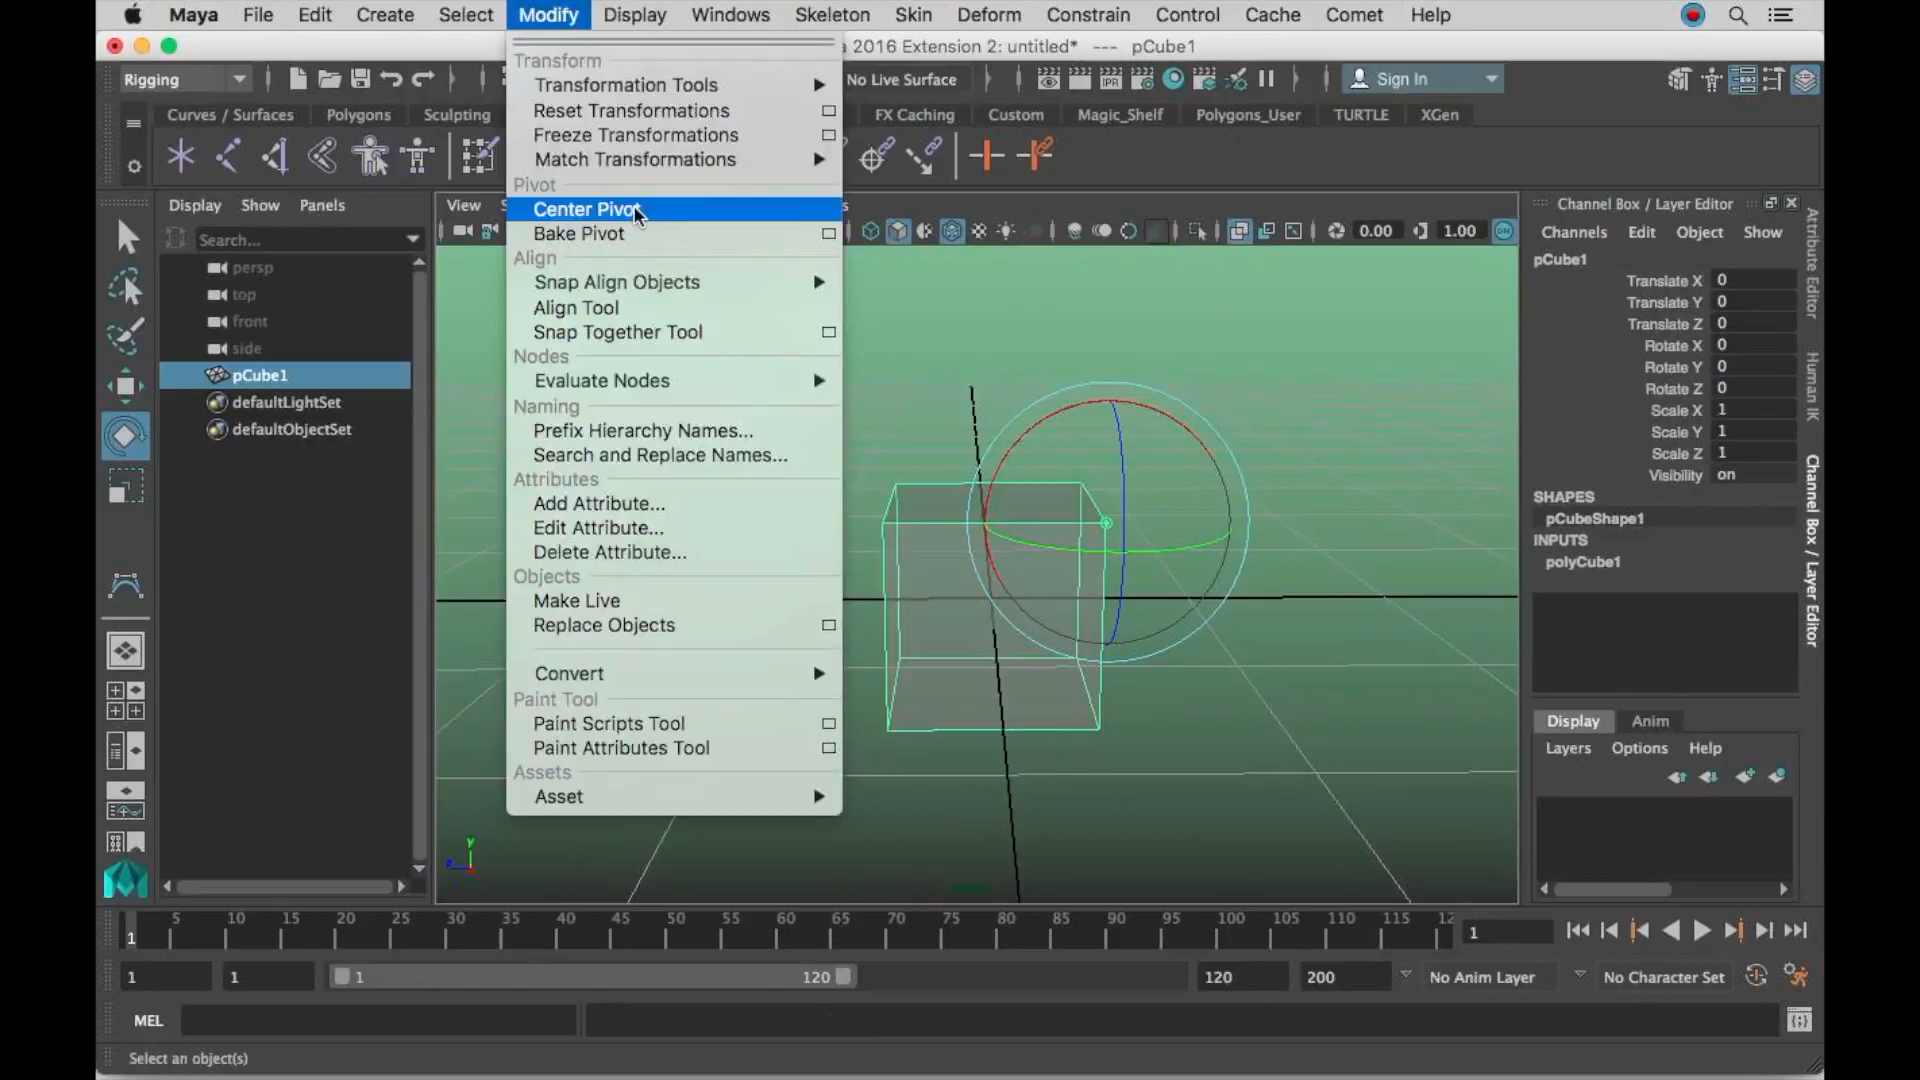 Maya File Edit Create Select Modify Display Windows Skeleton Skin Deform Constrain Control Cache Comet Help
a 2016 Extension 2: untitled* --- pCube1
Rigging
No Live Surface
Sign In
Curves / Surfaces Polygons Sculpting
FX Caching Custom Magic_Shelf Polygons_User TURTLE XGen
Transform
Transformation Tools
Reset Transformations
Freeze Transformations
Match Transformations
Pivot
Center Pivot
Bake Pivot
Align
Snap Align Objects
Align Tool
Snap Together Tool
Nodes
Evaluate Nodes
Naming
Prefix Hierarchy Names...
Search and Replace Names...
Attributes
Add Attribute...
Edit Attribute...
Delete Attribute...
Objects
Make Live
Replace Objects
Convert
Paint Tool
Paint Scripts Tool
Paint Attributes Tool
Assets
Asset
Display Show Panels
Search...
persp
top
front
side
pCube1
defaultLightSet
defaultObjectSet
View
IPR
0.00
1.00
ON
y
z
Channel Box / Layer Editor
Channels Edit Object Show
pCube1
Translate X 0
Translate Y 0
Translate Z 0
Rotate X 0
Rotate Y 0
Rotate Z 0
Scale X 1
Scale Y 1
Scale Z 1
Visibility on
SHAPES
pCubeShape1
INPUTS
polyCube1
Display Anim
Layers Options Help
Attribute Editor
Human IK
Channel Box / Layer Editor
5 10 15 20 25 30 35 40 45 50 55 60 65 70 75 80 85 90 95 100 105 110 115 12
1
1
1
1
1
120
120
200
No Anim Layer
No Character Set
MEL
Select an object(s)